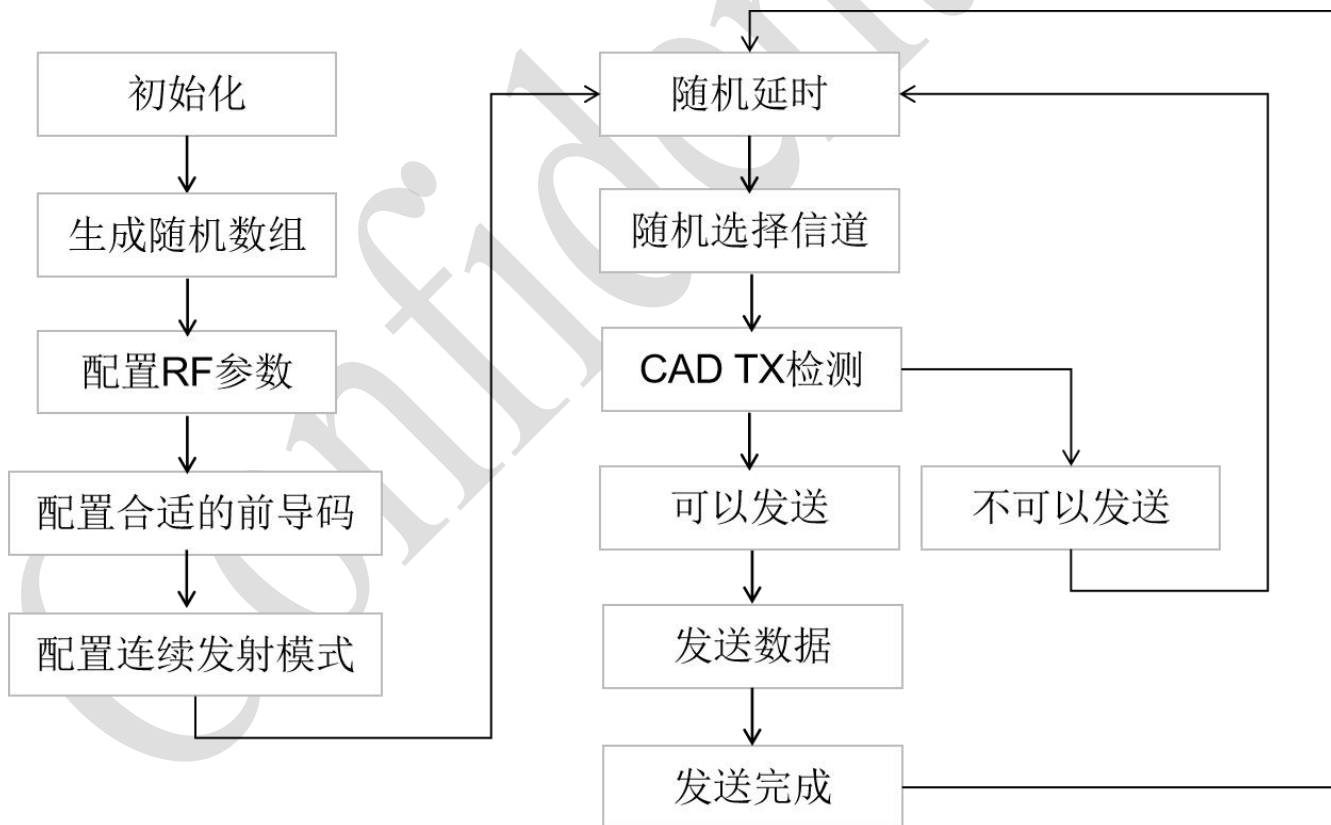 初始化
生成随机数组
配置RF参数
配置合适的前导码
配置连续发射模式
随机延时
随机选择信道
CAD TX检测
可以发送
不可以发送
发送数据
发送完成
Confident